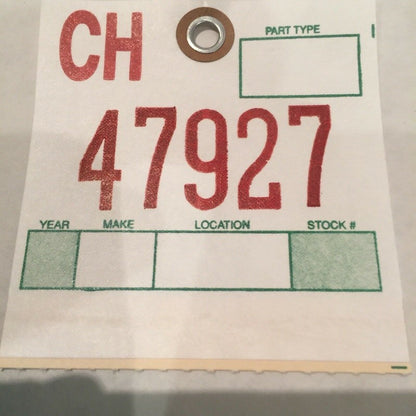 CH
PART TYPE
47927
YEAR MAKE LOCATION STOCK #